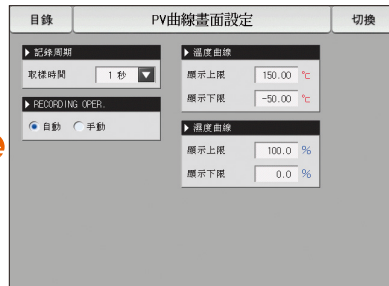 目錄
PV曲線畫面設定
切換
▶ 記錄周期
取樣時間 1 秒
▶ RECORDING OPER.
自動 手動
▶ 溫度曲線
顯示上限 150.00 ℃
顯示下限 -50.00 ℃
▶ 濕度曲線
顯示上限 100.0 %
顯示下限 0.0 %
e